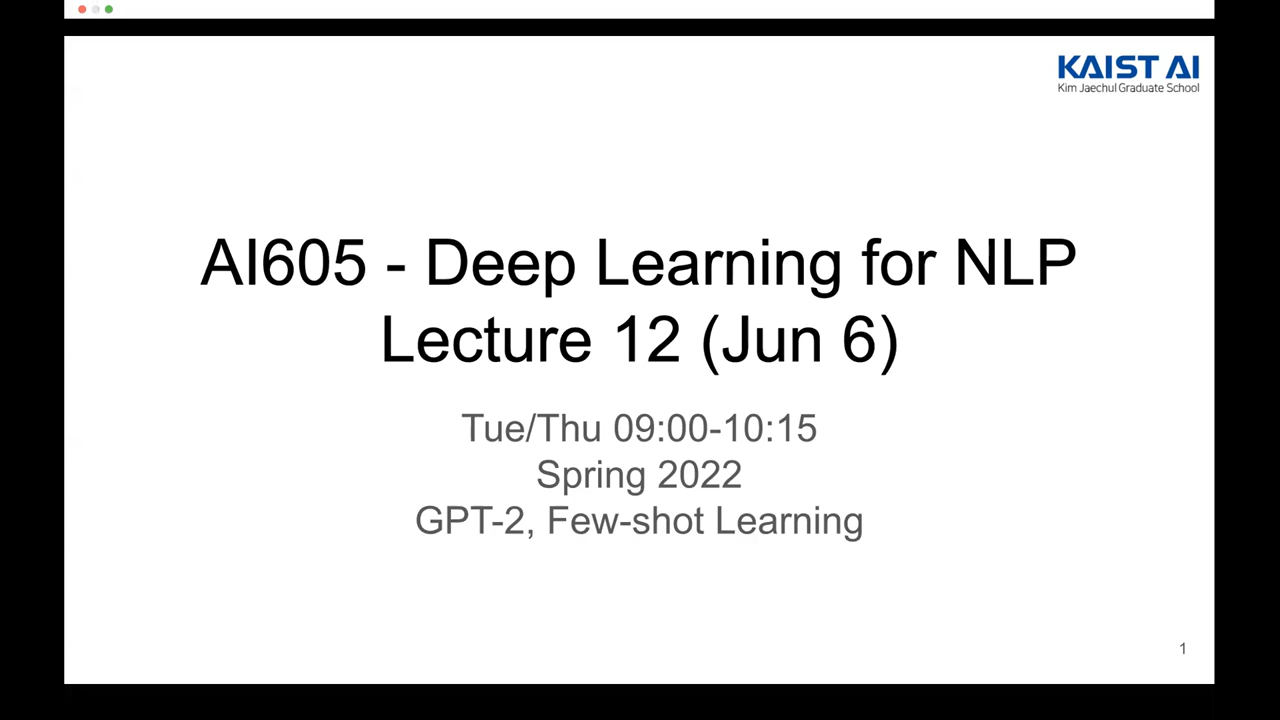 KAIST AI
Kim Jaechul Graduate School
AI605 - Deep Learning for NLP
Lecture 12 (Jun 6)
Tue/Thu 09:00-10:15
Spring 2022
GPT-2, Few-shot Learning
1